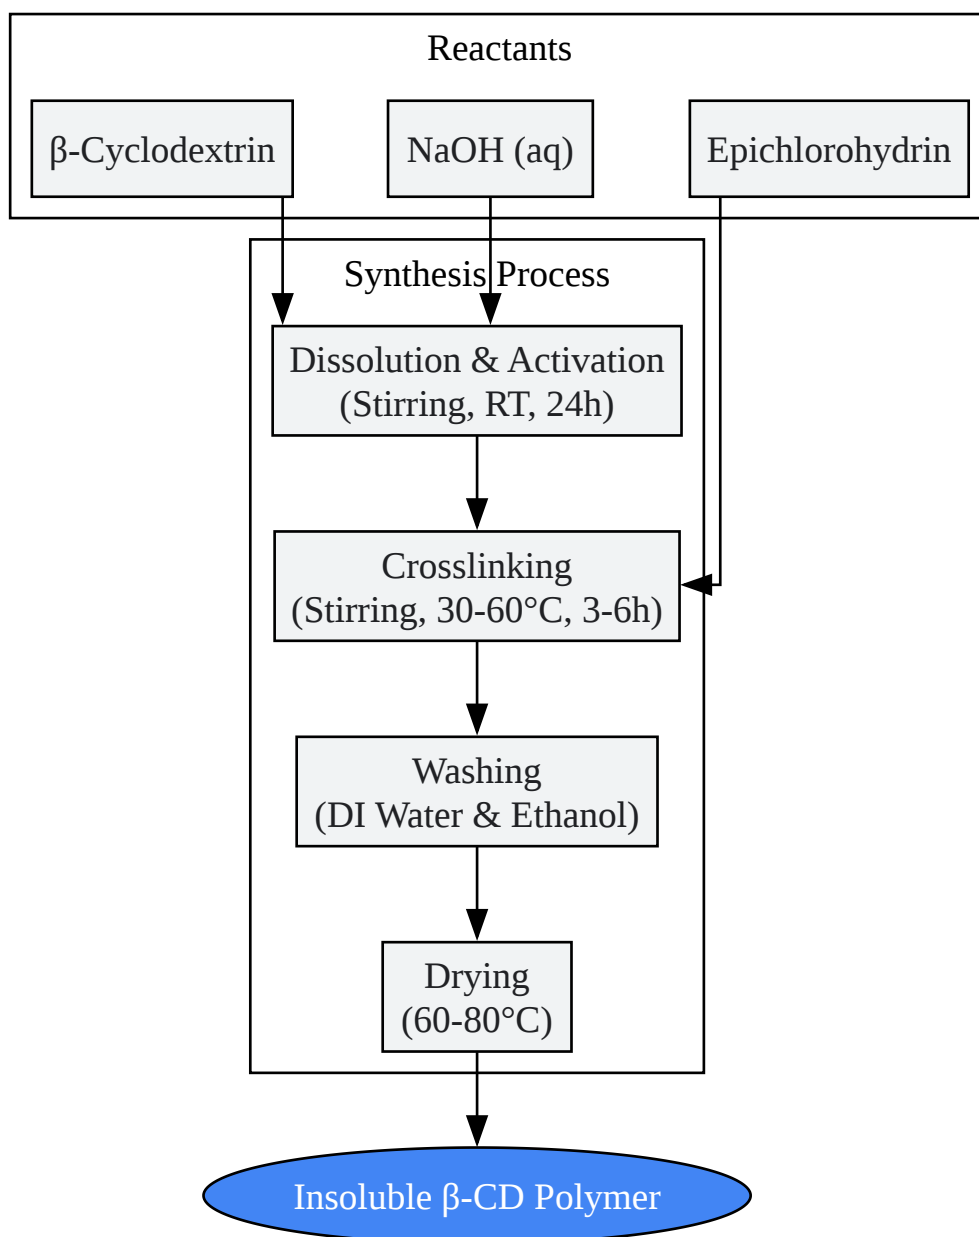 Reactants
β-Cyclodextrin
NaOH (aq)
Epichlorohydrin
Synthesis Process
Dissolution & Activation
(Stirring, RT, 24h)
Crosslinking
(Stirring, 30-60°C, 3-6h)
Washing
(DI Water & Ethanol)
Drying
(60-80°C)
Insoluble β-CD Polymer